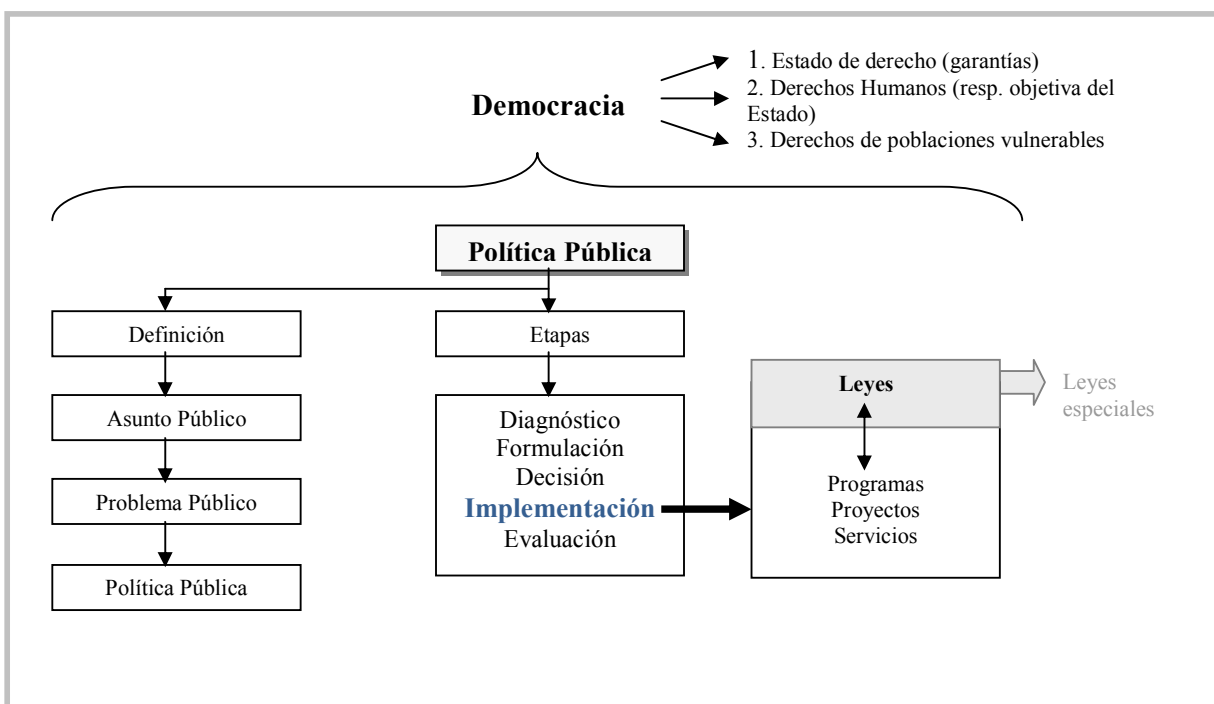 1. Estado de derecho (garantías)
2. Derechos Humanos (resp. objetiva del
Estado)
3. Derechos de poblaciones vulnerables
Democracia
Política Pública
Definición
Asunto Público
Problema Público
Política Pública
Etapas
Diagnóstico
Formulación
Decisión
Implementación
Evaluación
Leyes
Programas
Proyectos
Servicios
Leyes
especiales